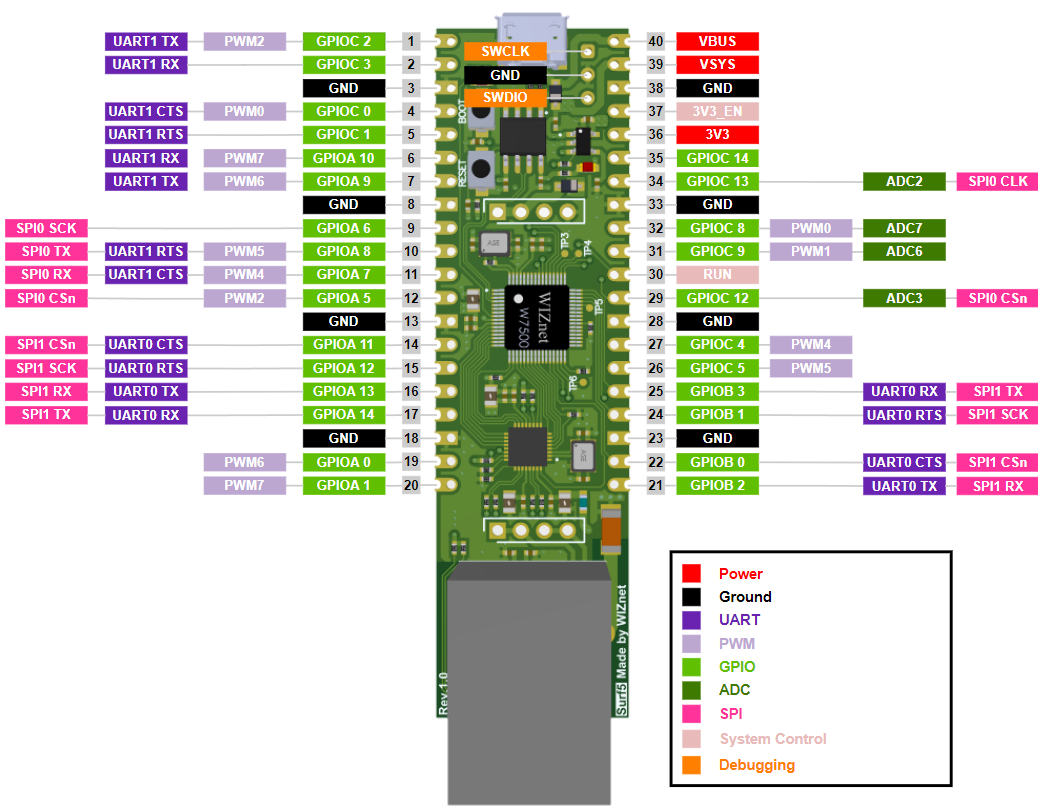 UART1 TX PWM2 GPIOC 2 1 40 VBUS
SWCLK
UART1 RX GPIOC 3 2 39 VSYS
GND
GND 3 38 GND
SWDIO
UART1 CTS PWM0 GPIOC 0 4 37 3V3_EN
BOOT
UART1 RTS GPIOC 1 5 36 3V3
UART1 RX PWM7 GPIOA 10 6 35 GPIOC 14
RESET
UART1 TX PWM6 GPIOA 9 7 34 GPIOC 13 ADC2 SPI0 CLK
GND 8 33 GND
SPI0 SCK GPIOA 6 9 32 GPIOC 8 PWM0 ADC7
ASE TP3 TP4
SPI0 TX UART1 RTS PWM5 GPIOA 8 10 31 GPIOC 9 PWM1 ADC6
SPI0 RX UART1 CTS PWM4 GPIOA 7 11 30 RUN
SPI0 CSn PWM2 GPIOA 5 12 29 GPIOC 12 ADC3 SPI0 CSn
WIZnet
W7500
TP5
GND 13 28 GND
SPI1 CSn UART0 CTS GPIOA 11 14 27 GPIOC 4 PWM4
SPI1 SCK UART0 RTS GPIOA 12 15 26 GPIOC 5 PWM5
TP6
SPI1 RX UART0 TX GPIOA 13 16 25 GPIOB 3 UART0 RX SPI1 TX
SPI1 TX UART0 RX GPIOA 14 17 24 GPIOB 1 UART0 RTS SPI1 SCK
GND 18 23 GND
ASE
PWM6 GPIOA 0 19 22 GPIOB 0 UART0 CTS SPI1 CSn
PWM7 GPIOA 1 20 21 GPIOB 2 UART0 TX SPI1 RX
Rev.1.0
Surf5 Made by WIZnet
Power
Ground
UART
PWM
GPIO
ADC
SPI
System Control
Debugging